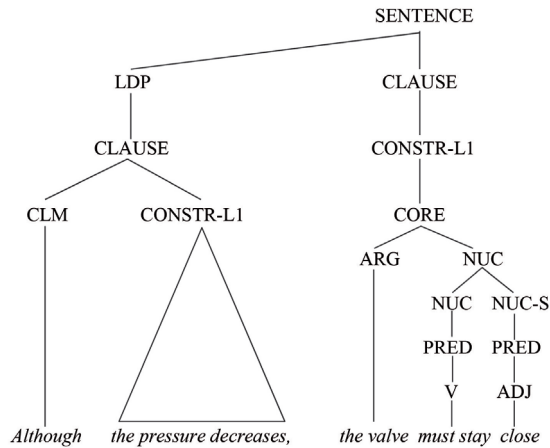 SENTENCE
LDP CLAUSE
CLAUSE CONSTR-L1
CLM CONSTR-L1 CORE
ARG NUC
NUC NUC-S
PRED PRED
V ADJ
Although the pressure decreases, the valve must stay close